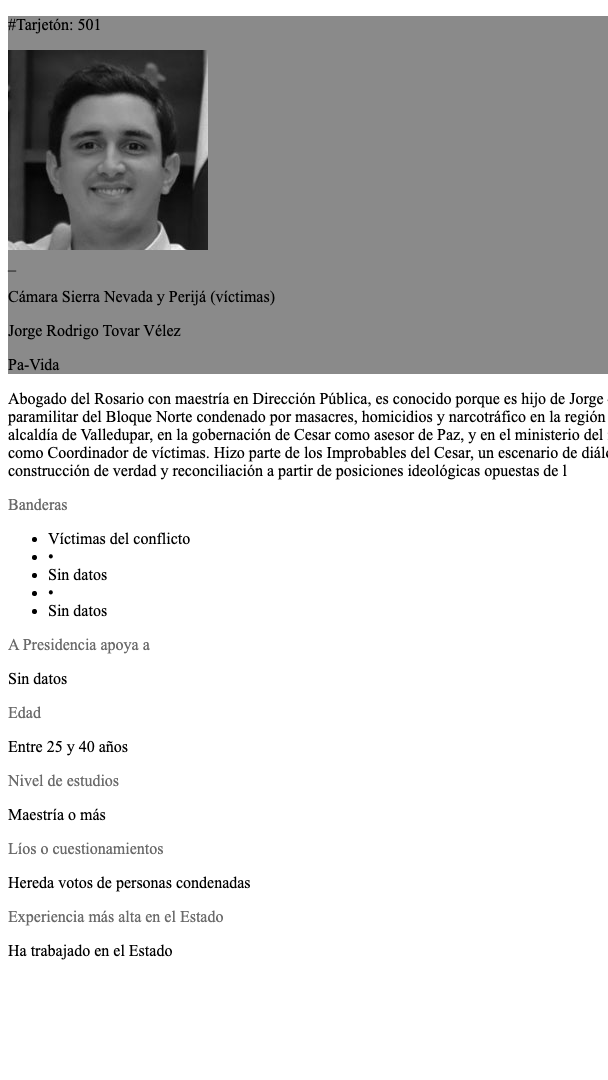 #Tarjetón: 501
_
Cámara Sierra Nevada y Perijá (víctimas)
Jorge Rodrigo Tovar Vélez
Pa-Vida
Abogado del Rosario con maestría en Dirección Pública, es conocido porque es hijo de Jorge
paramilitar del Bloque Norte condenado por masacres, homicidios y narcotráfico en la región
alcaldía de Valledupar, en la gobernación de Cesar como asesor de Paz, y en el ministerio del
como Coordinador de víctimas. Hizo parte de los Improbables del Cesar, un escenario de
construcción de verdad y reconciliación a partir de posiciones ideológicas opuestas de l
Banderas
• Víctimas del conflicto
• •
• Sin datos
• •
• Sin datos
A Presidencia apoya a
Sin datos
Edad
Entre 25 y 40 años
Nivel de estudios
Maestría o más
Líos o cuestionamientos
Hereda votos de personas condenadas
Experiencia más alta en el Estado
Ha trabajado en el Estado